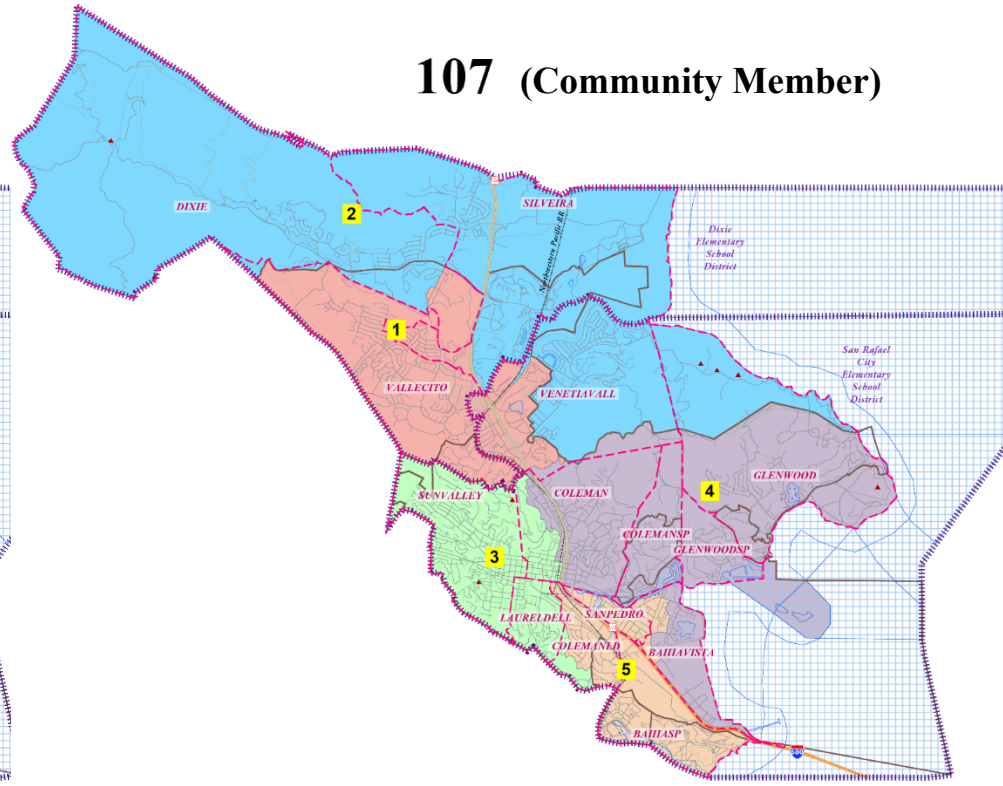 107 (Community Member)
DIXIE
2
SILVEIRA
Northwestern Pacific RR
Dixie
Elementary
School
District
1
VALLECITO
VENETIAVALL
San Rafael
City
Elementary
School
District
SUNVALLEY
COLEMAN
4
GLENWOOD
3
COLEMANSP
GLENWOODSP
LAURELDELL
SANPEDRO
COLEMANLD
BAHIAVISTA
5
BAHIASP
580